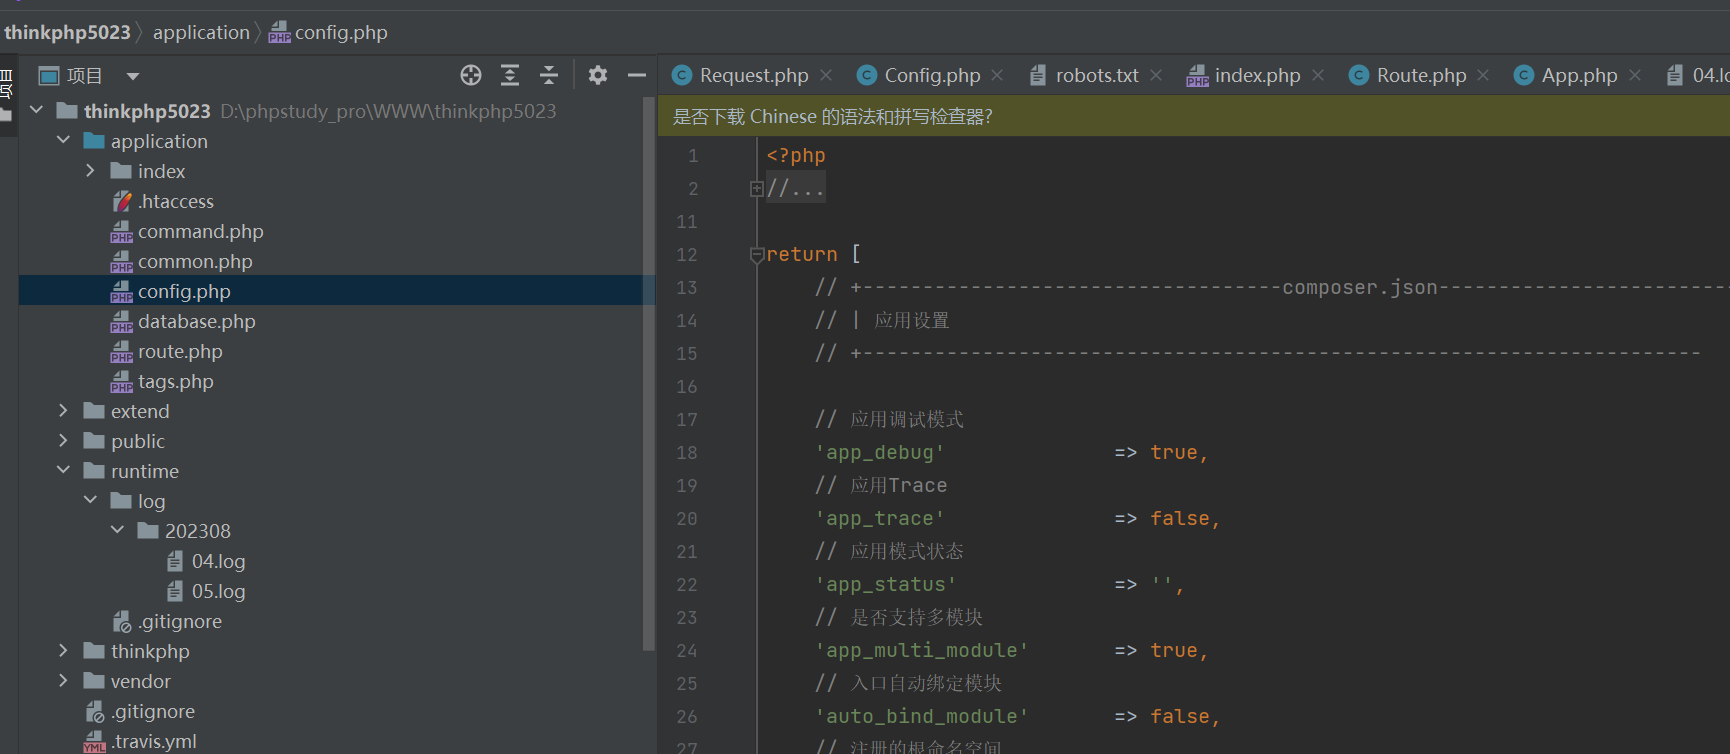 thinkphp5023 application config.php
项目
项目
Request.php Config.php robots.txt index.php Route.php App.php
thinkphp5023 D:\phpstudy_pro\WWW\thinkphp5023
application
index
.htaccess
command.php
common.php
config.php
database.php
route.php
tags.php
extend
public
runtime
log
202308
04.log
05.log
.gitignore
thinkphp
vendor
.gitignore
.travis.yml
是否下载 Chinese 的语法和拼写检查器?
1 <?php
2 //...
11
12 return [
13 // +-----------------------------------composer.json------------------------
14 // | 应用设置
15 // +----------------------------------------------------------------------
16
17 // 应用调试模式
18 'app_debug' => true,
19 // 应用Trace
20 'app_trace' => false,
21 // 应用模式状态
22 'app_status' => '',
23 // 是否支持多模块
24 'app_multi_module' => true,
25 // 入口自动绑定模块
26 'auto_bind_module' => false,
27 // 注册的根命名空间